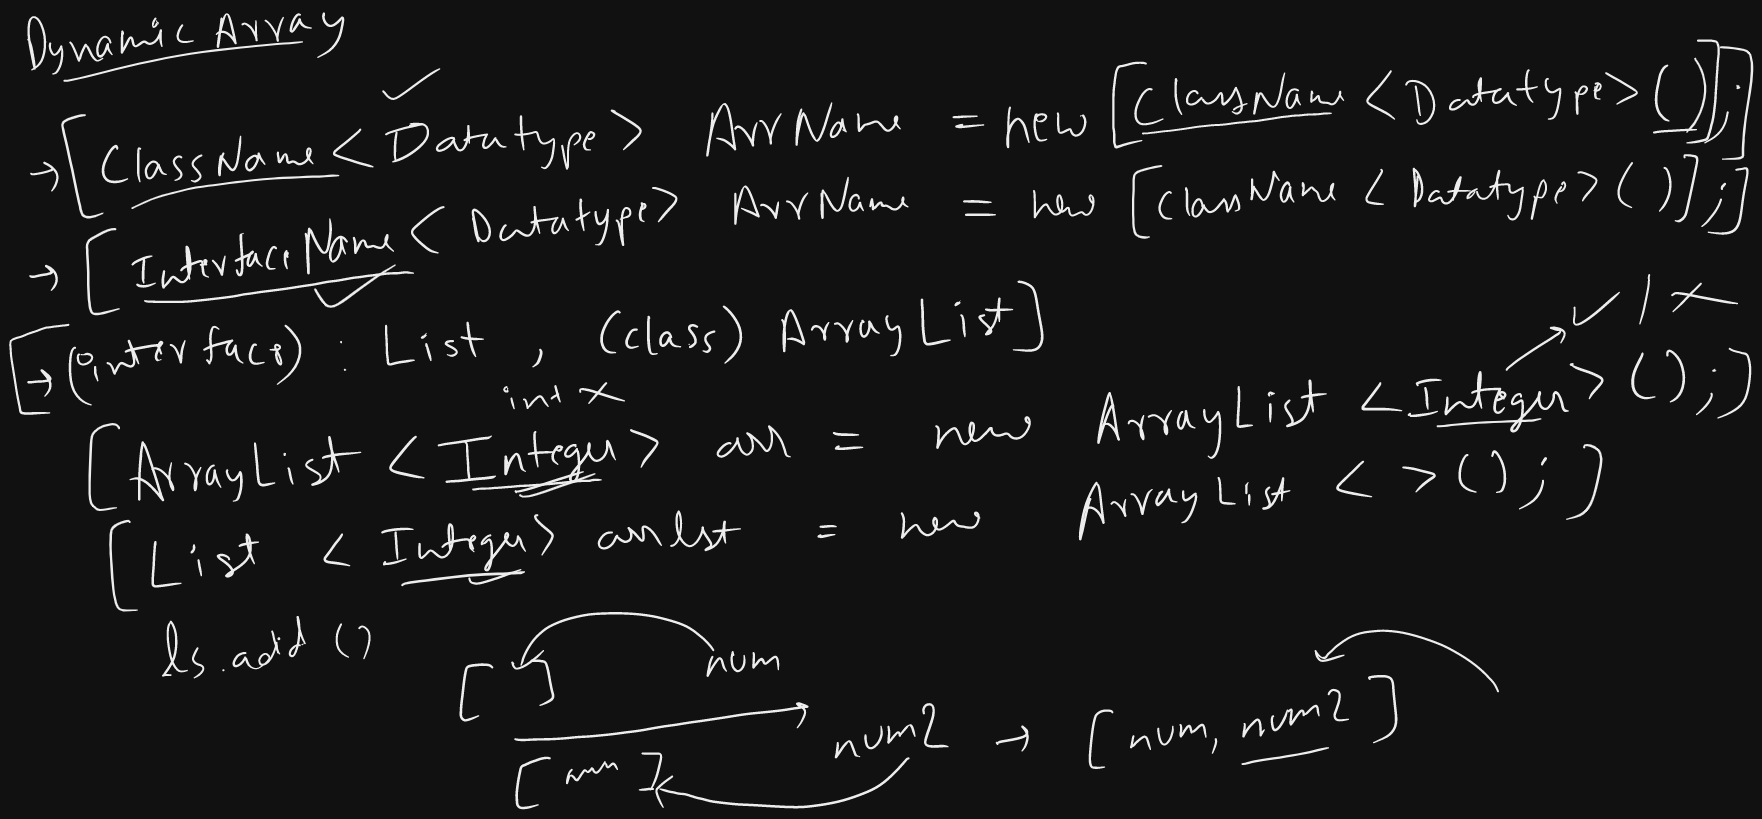 Dynamic Array
→ [ClassName <Datatype> ArrName = new [ClassName <Datatype> ()];]
→ [InterfaceName <Datatype> ArrName = new [ClassName <Datatype> ()];]
[→ (interface) : List , (class) ArrayList]
int x
✓ / x
[ArrayList <Integer> arr = new ArrayList <Integer> ();]
[List <Integer> arrlst = new ArrayList < > (); ]
ls.add ()
[ ] num
[num] num2 → [num, num2]